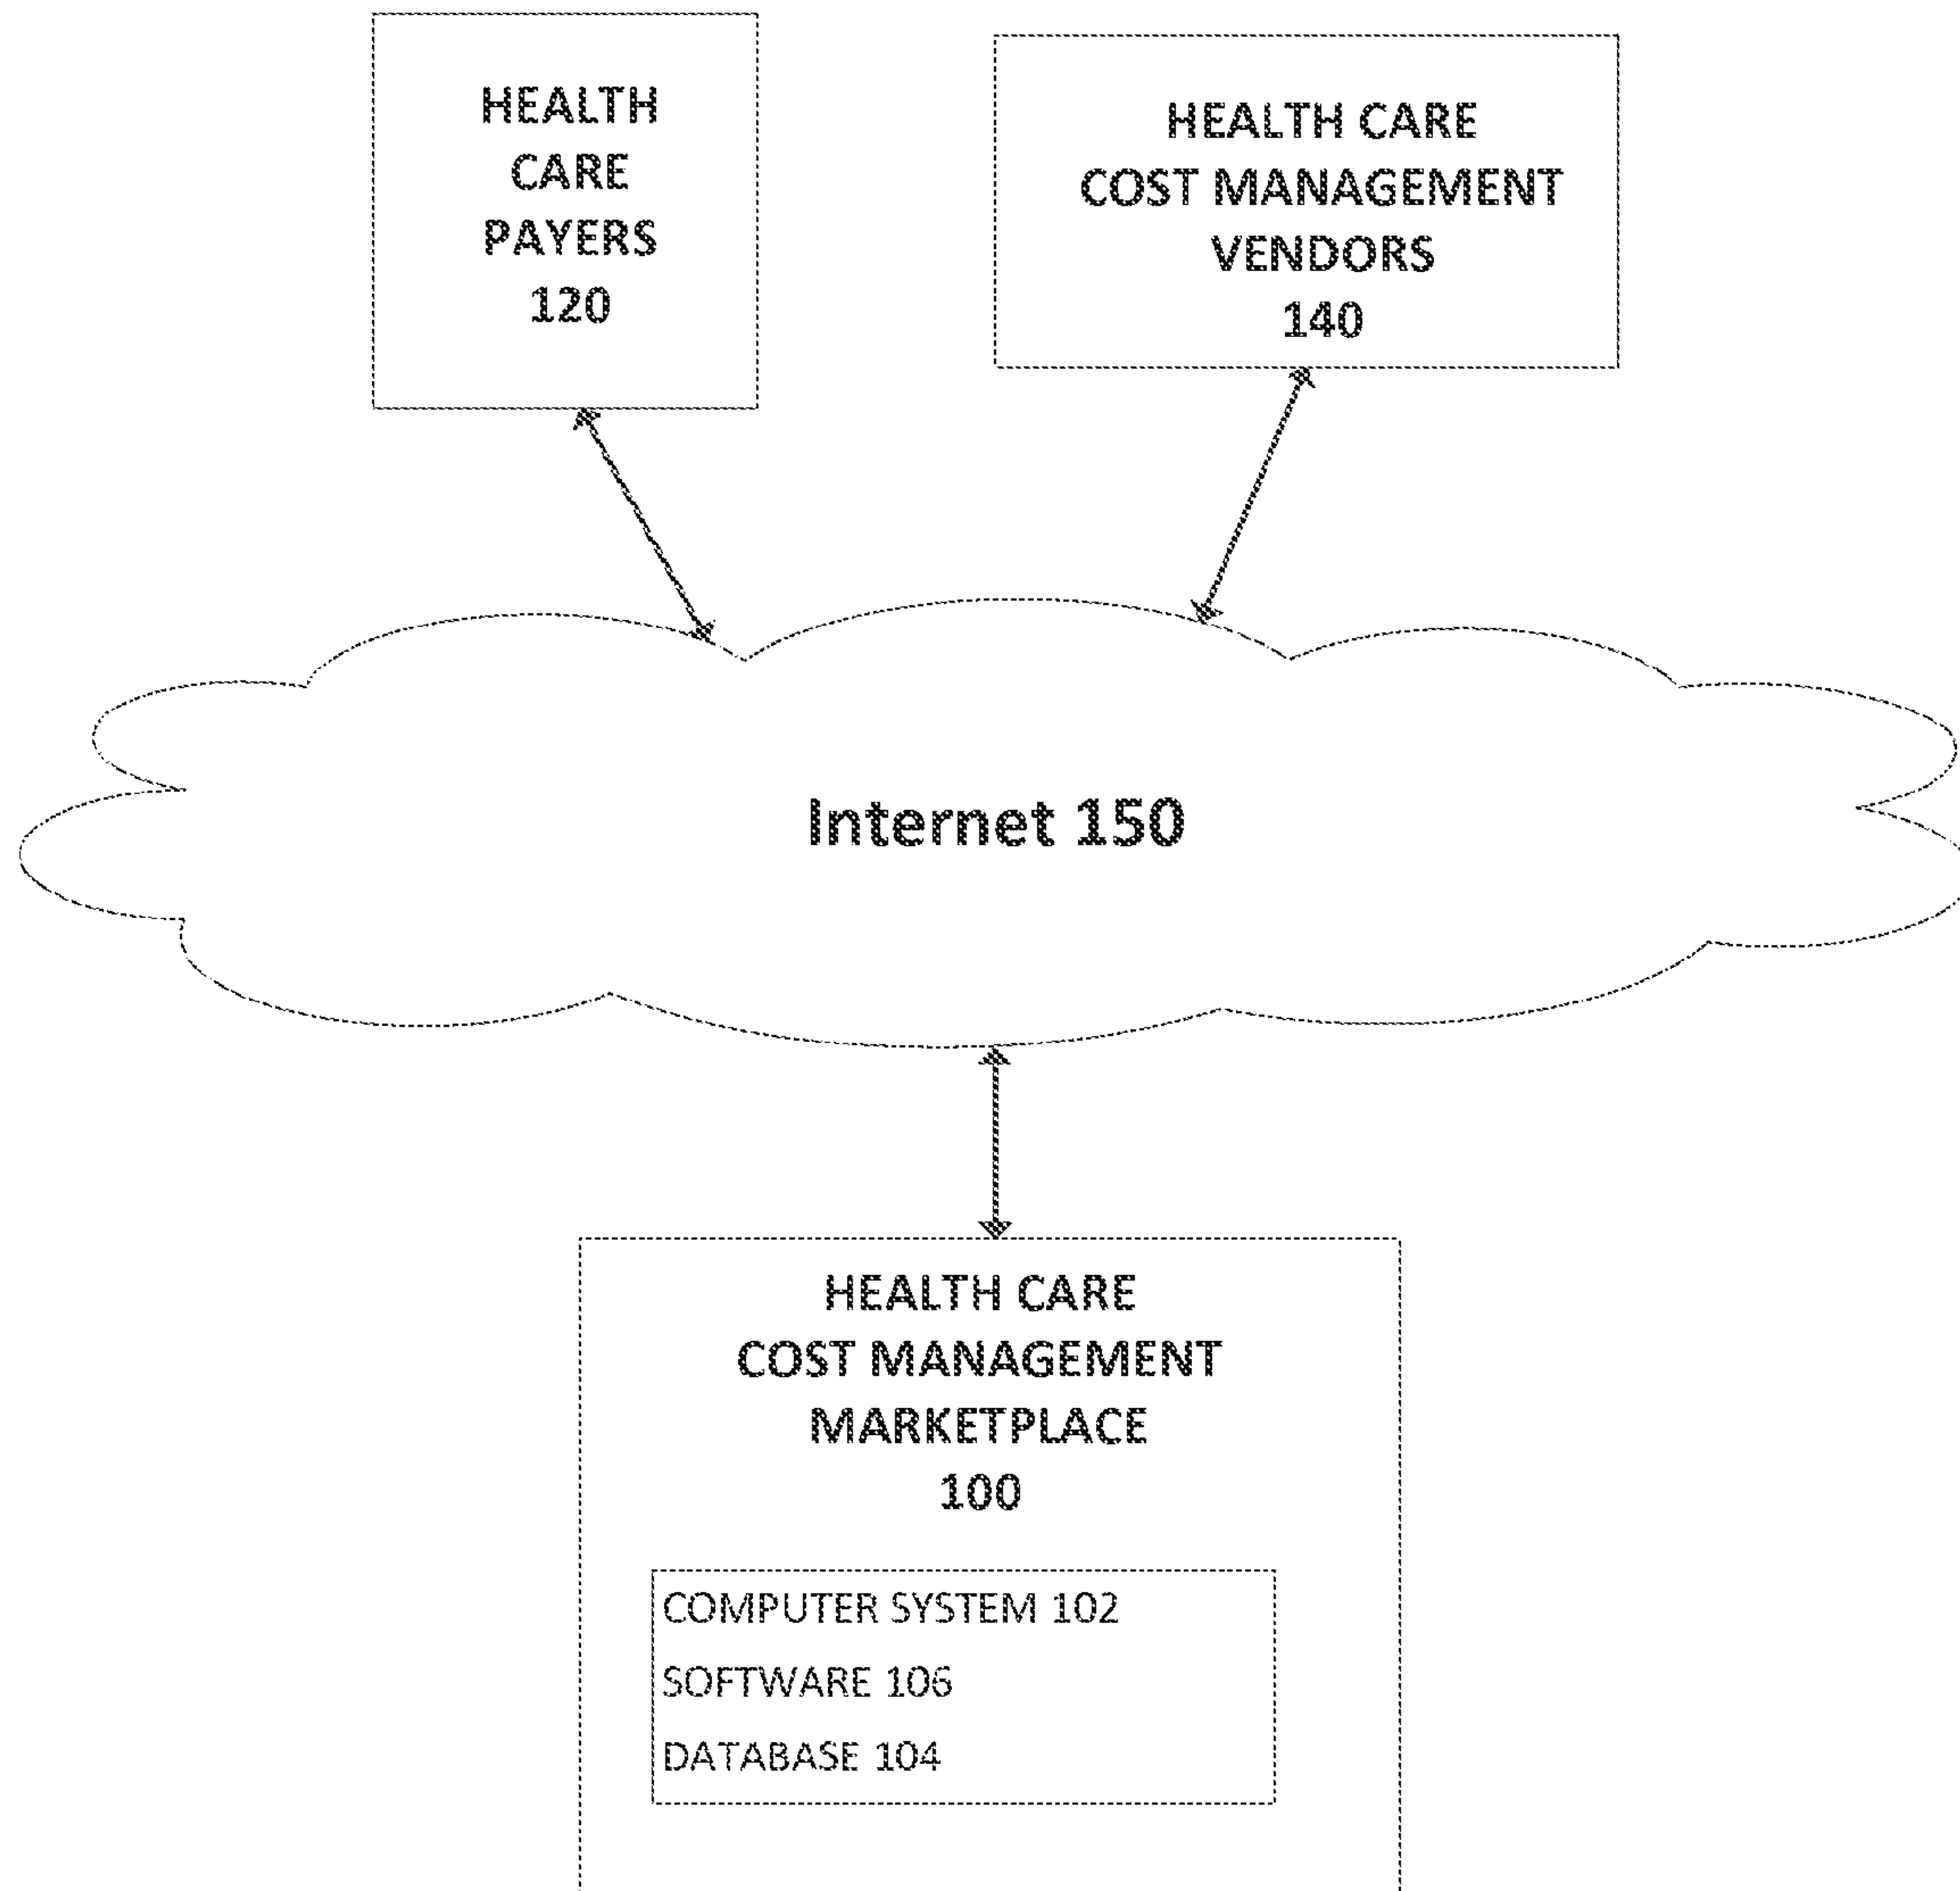 HEALTH
CARE
PAYERS
120
HEALTH CARE
COST MANAGEMENT
VENDORS
140
Internet 150
HEALTH CARE
COST MANAGEMENT
MARKETPLACE
100
COMPUTER SYSTEM 102
SOFTWARE 106
DATABASE 104